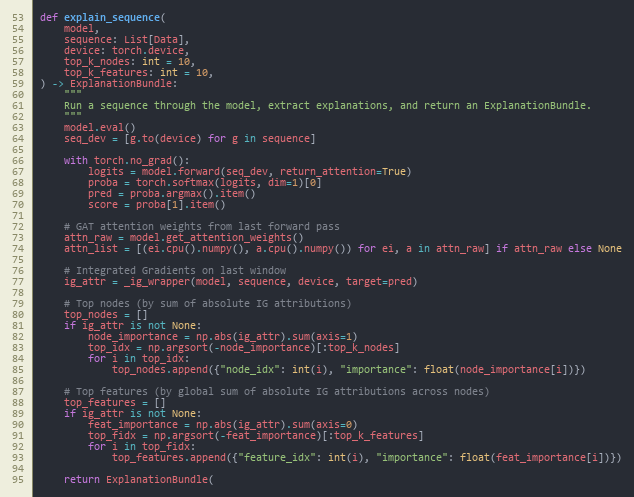 53 def explain_sequence(
54     model,
55     sequence: List[Data],
56     device: torch.device,
57     top_k_nodes: int = 10,
58     top_k_features: int = 10,
59 ) -> ExplanationBundle:
60     """
61     Run a sequence through the model, extract explanations, and return an ExplanationBundle.
62     """
63     model.eval()
64     seq_dev = [g.to(device) for g in sequence]
65
66     with torch.no_grad():
67         logits = model.forward(seq_dev, return_attention=True)
68         proba = torch.softmax(logits, dim=1)[0]
69         pred = proba.argmax().item()
70         score = proba[1].item()
71
72     # GAT attention weights from last forward pass
73     attn_raw = model.get_attention_weights()
74     attn_list = [(ei.cpu().numpy(), a.cpu().numpy()) for ei, a in attn_raw] if attn_raw else None
75
76     # Integrated Gradients on last window
77     ig_attr = _ig_wrapper(model, sequence, device, target=pred)
78
79     # Top nodes (by sum of absolute IG attributions)
80     top_nodes = []
81     if ig_attr is not None:
82         node_importance = np.abs(ig_attr).sum(axis=1)
83         top_idx = np.argsort(-node_importance)[:top_k_nodes]
84         for i in top_idx:
85             top_nodes.append({"node_idx": int(i), "importance": float(node_importance[i])})
86
87     # Top features (by global sum of absolute IG attributions across nodes)
88     top_features = []
89     if ig_attr is not None:
90         feat_importance = np.abs(ig_attr).sum(axis=0)
91         top_fidx = np.argsort(-feat_importance)[:top_k_features]
92         for i in top_fidx:
93             top_features.append({"feature_idx": int(i), "importance": float(feat_importance[i])})
94
95     return ExplanationBundle(